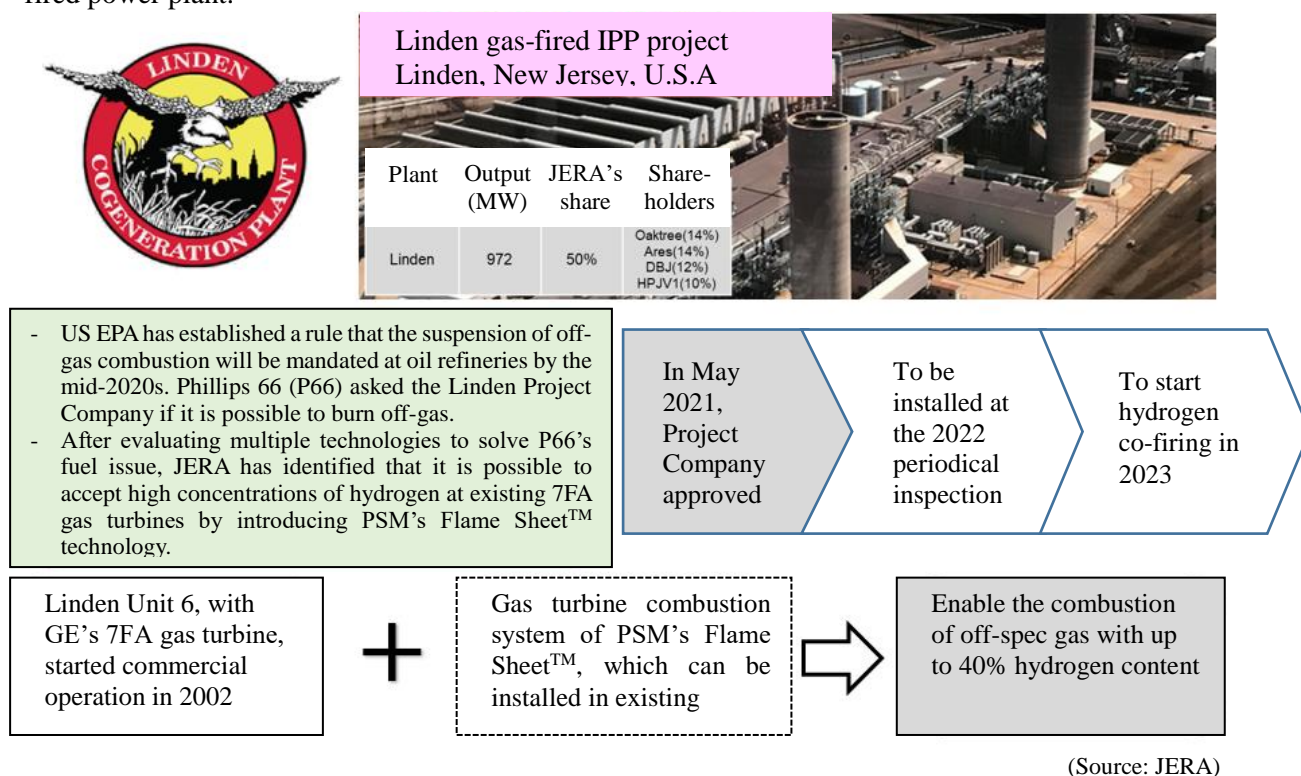 fired power plant.
LINDEN
COGENERATION PLANT
Linden gas-fired IPP project
Linden, New Jersey, U.S.A
Plant Output (MW) JERA's share Share-holders
Linden 972 50% Oaktree(14%)
Ares(14%)
DBJ(12%)
HPJV1(10%)
- US EPA has established a rule that the suspension of off-
gas combustion will be mandated at oil refineries by the
mid-2020s. Phillips 66 (P66) asked the Linden Project
Company if it is possible to burn off-gas.
- After evaluating multiple technologies to solve P66's
fuel issue, JERA has identified that it is possible to
accept high concentrations of hydrogen at existing 7FA
gas turbines by introducing PSM's Flame Sheet™
technology.
In May
2021,
Project
Company
approved
To be
installed at
the 2022
periodical
inspection
To start
hydrogen
co-firing in
2023
Linden Unit 6, with
GE's 7FA gas turbine,
started commercial
operation in 2002
Gas turbine combustion
system of PSM's Flame
Sheet™, which can be
installed in existing
Enable the combustion
of off-spec gas with up
to 40% hydrogen content
(Source: JERA)